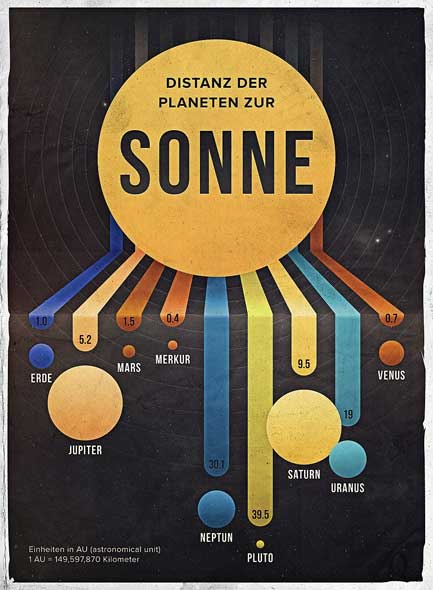 DISTANZ DER
PLANETEN ZUR
SONNE
1.0
5.2
1.5
0.4
30.1
39.5
9.5
19
0.7
ERDE
JUPITER
MARS
MERKUR
NEPTUN
PLUTO
SATURN
URANUS
VENUS
Einheiten in AU (astronomical unit)
1 AU = 149,597,870 Kilometer